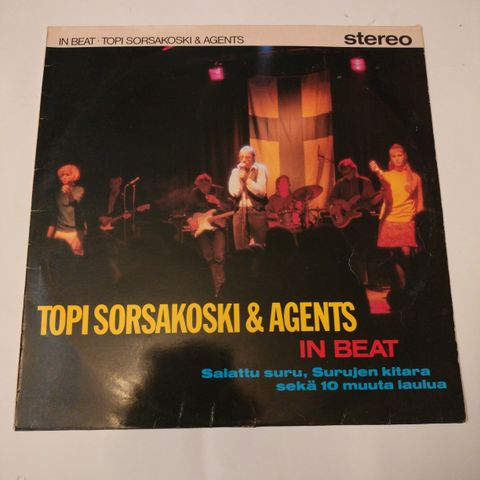 IN BEAT · TOPI SORSAKOSKI & AGENTS
stereo
TOPI SORSAKOSKI & AGENTS
IN BEAT
Salattu suru, Surujen kitara
sekä 10 muuta laulua